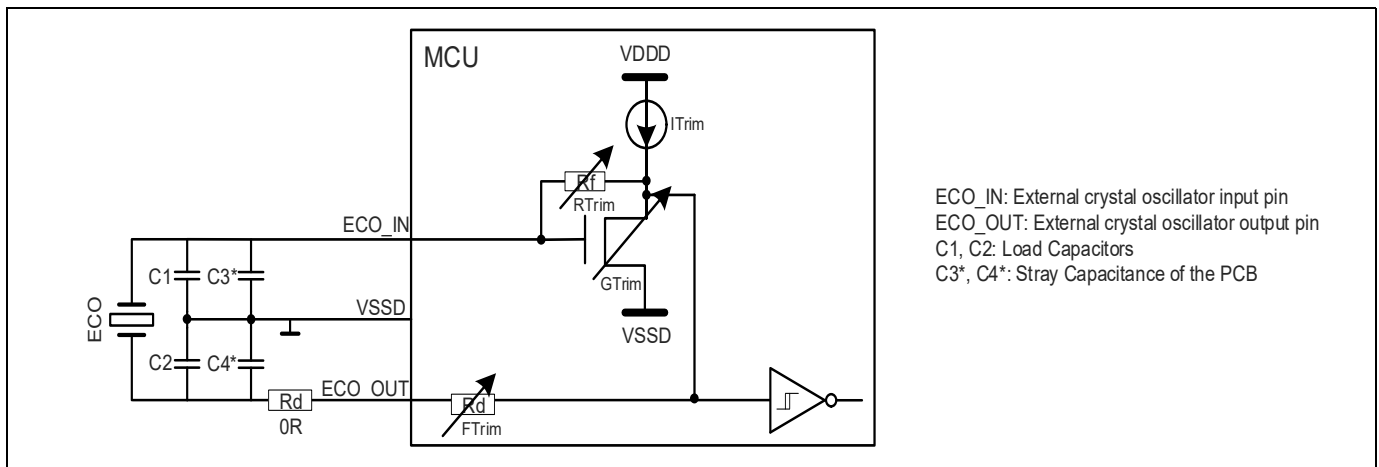 MCU
VDDD
ITrim
Rf
RTrim
ECO_IN
GTrim
C1
C3*
VSSD
VSSD
ECO
C2
C4*
ECO_OUT
Rd
0R
Rd
FTrim
ECO_IN: External crystal oscillator input pin
ECO_OUT: External crystal oscillator output pin
C1, C2: Load Capacitors
C3*, C4*: Stray Capacitance of the PCB